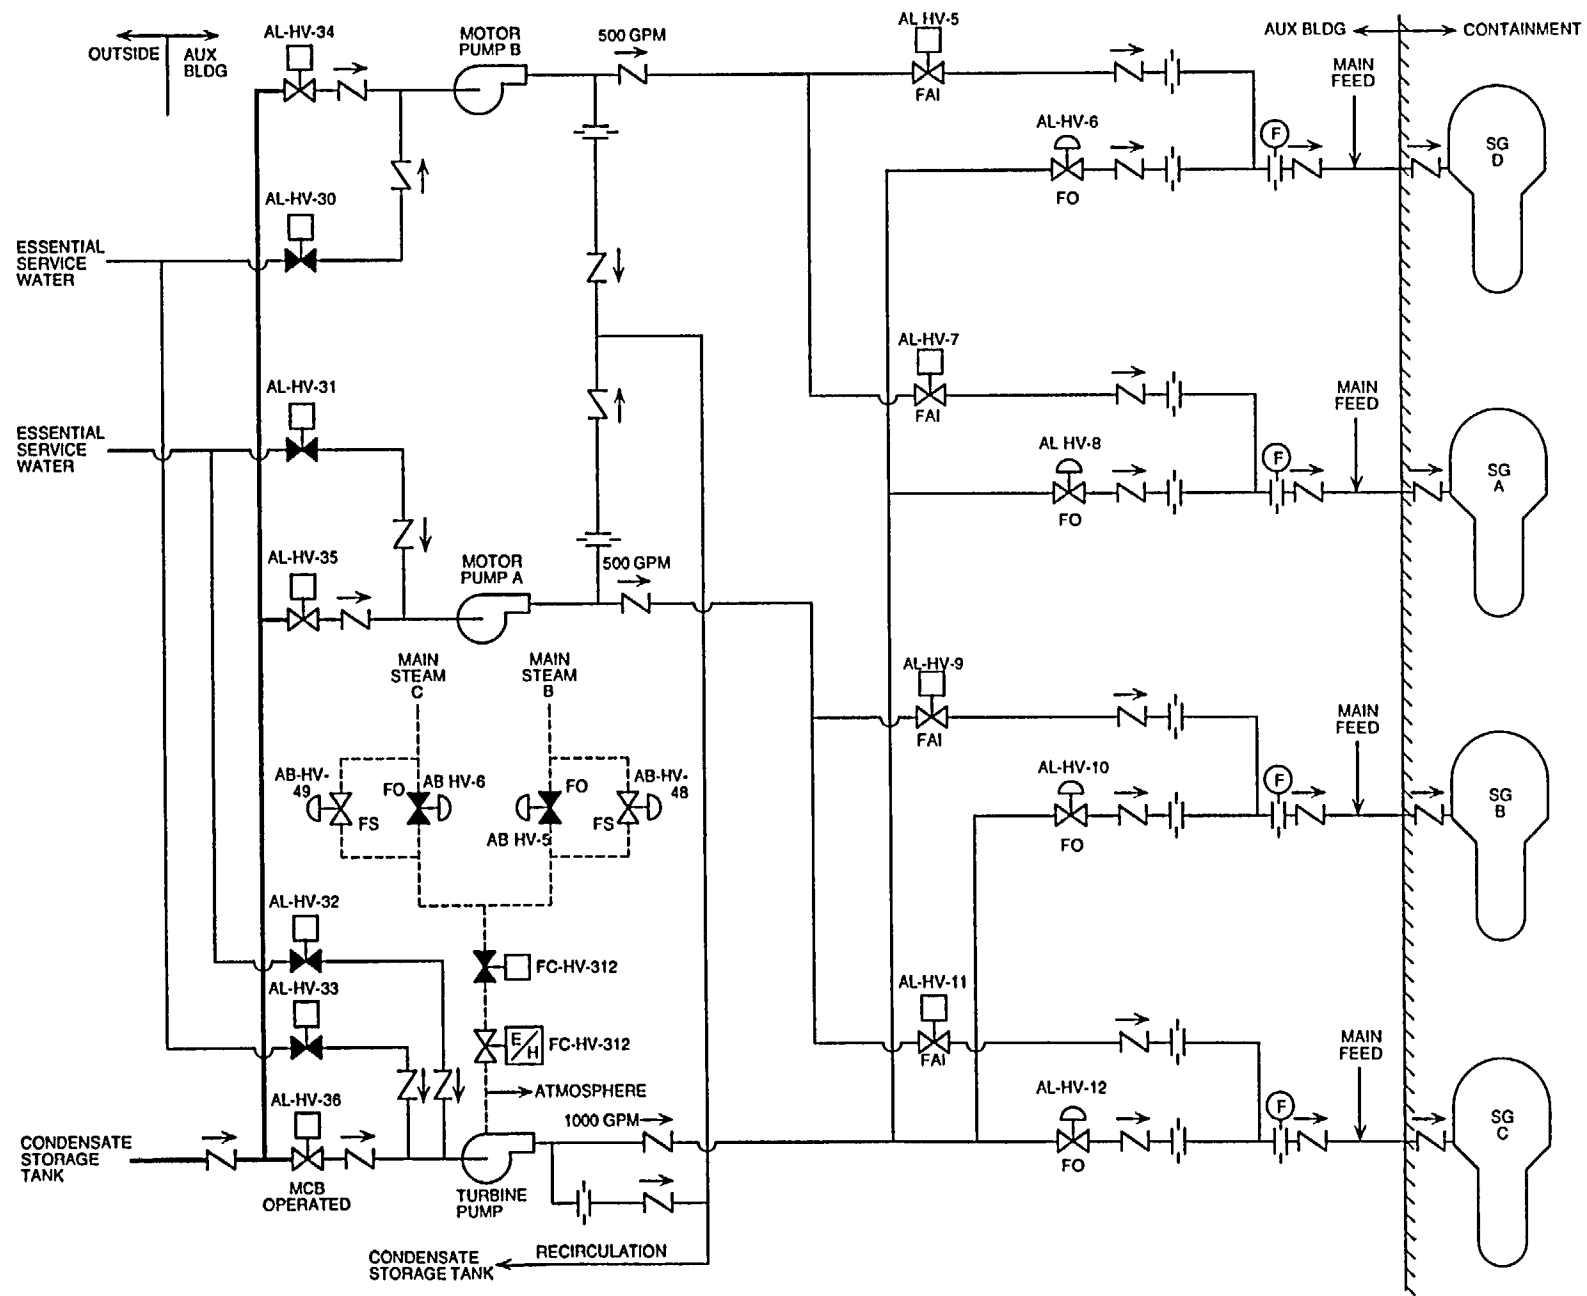 OUTSIDE
AUX
BLDG
AL-HV-34
MOTOR
PUMP B
500 GPM
AL HV-5
FAI
AUX BLDG
CONTAINMENT
MAIN
FEED
AL-HV-6
FO
F
SG
D
AL-HV-30
ESSENTIAL
SERVICE
WATER
AL-HV-7
FAI
MAIN
FEED
AL-HV-31
ESSENTIAL
SERVICE
WATER
AL HV-8
FO
F
SG
A
AL-HV-35
MOTOR
PUMP A
500 GPM
MAIN
STEAM
C
MAIN
STEAM
B
AL-HV-9
FAI
MAIN
FEED
AB-HV-
49
FS
FO
AB HV-6
FO
AB HV-5
FS
AB-HV-
48
AL-HV-10
FO
F
SG
B
AL-HV-32
AL-HV-33
FC-HV-312
E/H
FC-HV-312
ATMOSPHERE
AL-HV-11
FAI
MAIN
FEED
AL-HV-36
MCB
OPERATED
CONDENSATE
STORAGE
TANK
1000 GPM
TURBINE
PUMP
AL-HV-12
FO
F
SG
C
RECIRCULATION
CONDENSATE
STORAGE TANK